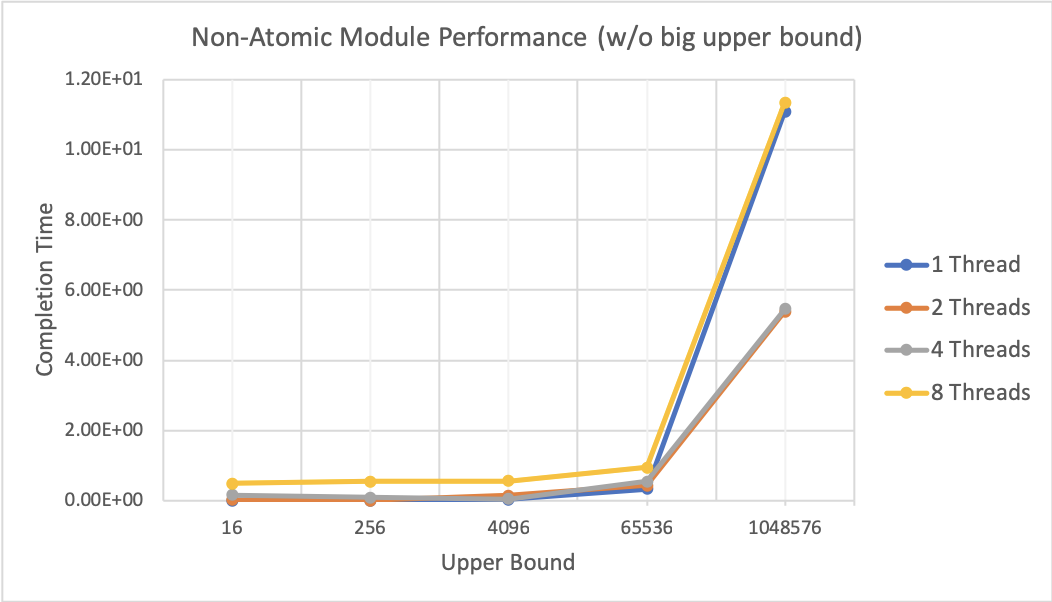 Non-Atomic Module Performance (w/o big upper bound)
1.20E+01
1.00E+01
8.00E+00
6.00E+00
4.00E+00
2.00E+00
0.00E+00
Completion Time
16 256 4096 65536 1048576
Upper Bound
1 Thread
2 Threads
4 Threads
8 Threads